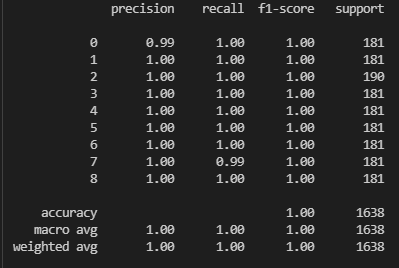 precision recall f1-score support
0 0.99 1.00 1.00 181
1 1.00 1.00 1.00 181
2 1.00 1.00 1.00 190
3 1.00 1.00 1.00 181
4 1.00 1.00 1.00 181
5 1.00 1.00 1.00 181
6 1.00 1.00 1.00 181
7 1.00 0.99 1.00 181
8 1.00 1.00 1.00 181
accuracy 1.00 1638
macro avg 1.00 1.00 1.00 1638
weighted avg 1.00 1.00 1.00 1638